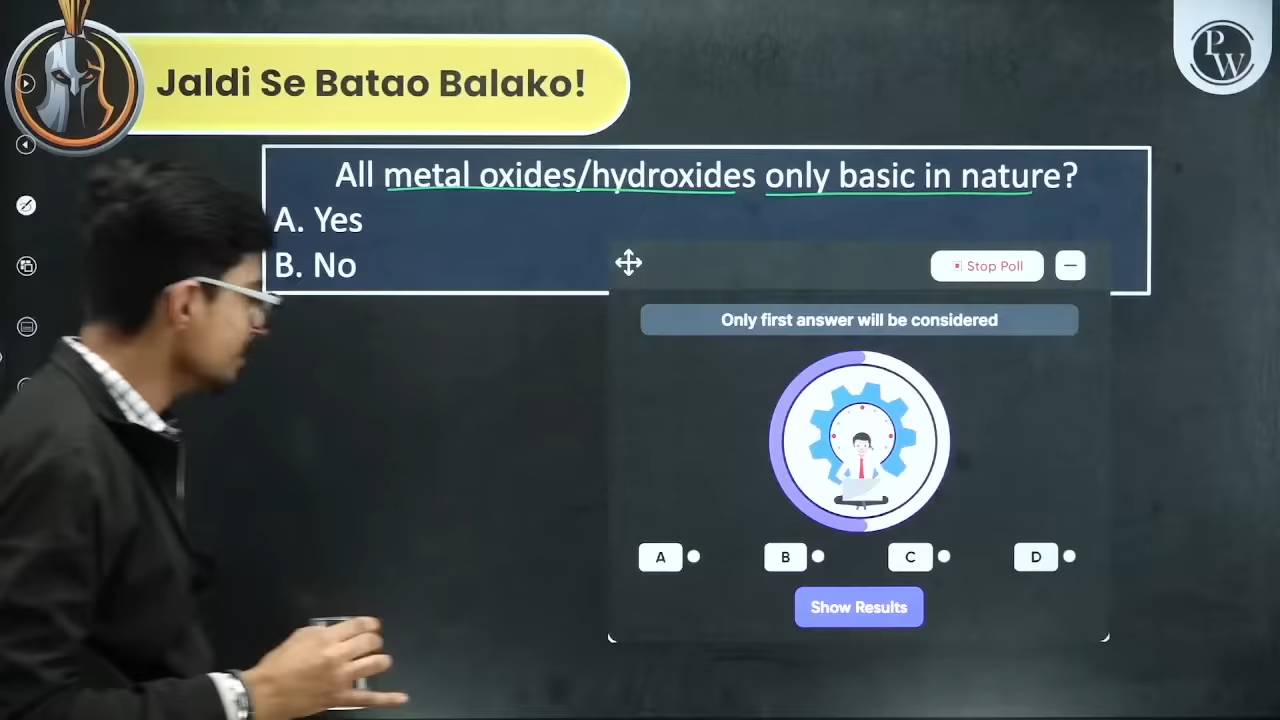 Jaldi Se Batao Balako!
PW
All metal oxides/hydroxides only basic in nature?
A. Yes
B. No
Stop Poll
Only first answer will be considered
A
B
C
D
Show Results